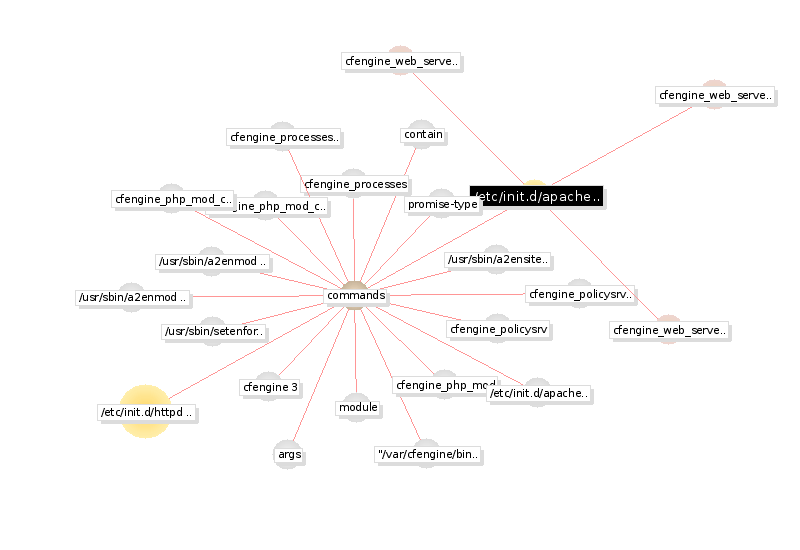 cfengine_web_serve..
cfengine_web_serve..
contain
cfengine_processes..
cfengine_processes
/etc/init.d/apache..
cfengine_php_mod_c..
ngine_php_mod_c..
promise-type
/usr/sbin/a2enmod ..
/usr/sbin/a2ensite..
/usr/sbin/a2enmod ..
commands
cfengine_policysrv..
/usr/sbin/setenfor..
cfengine_policysrv
cfengine_web_serve..
cfengine 3
cfengine_php_mod
/etc/init.d/apache..
/etc/init.d/httpd ..
module
args
"/var/cfengine/bin..